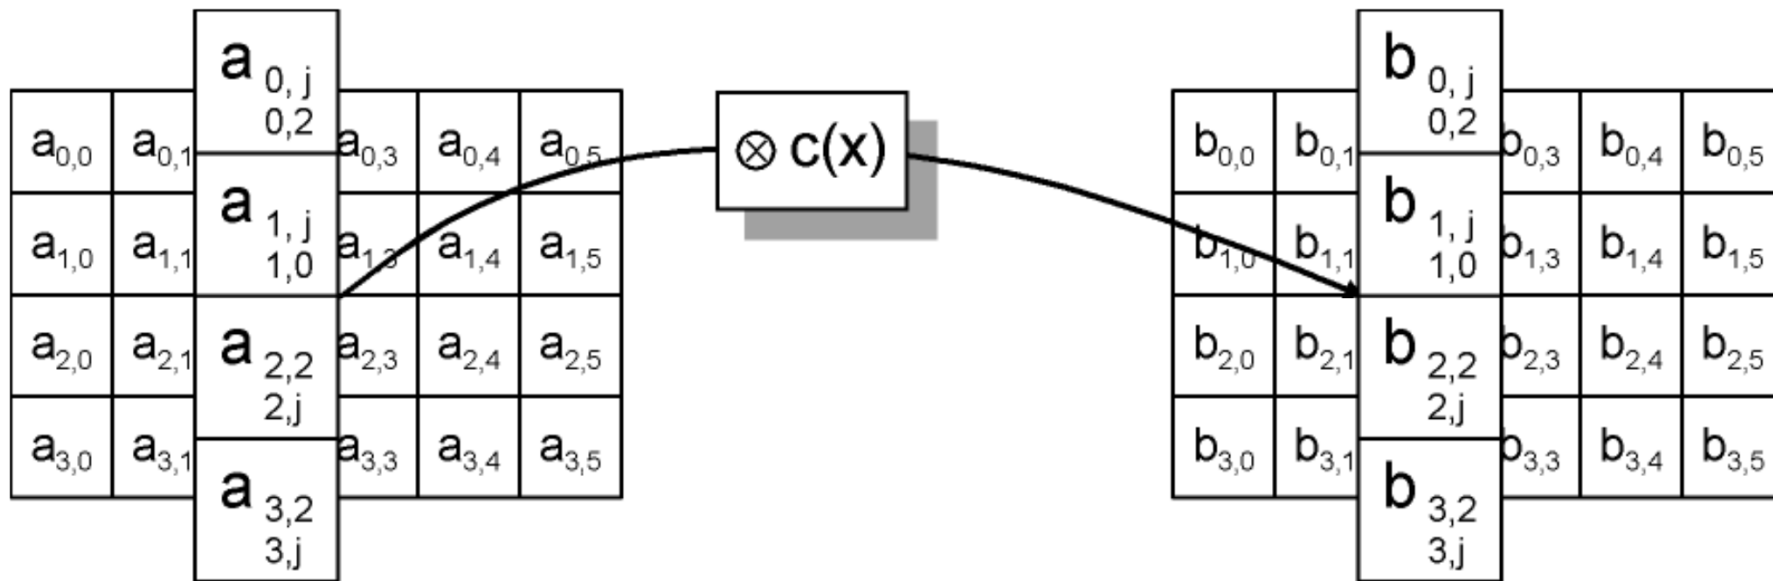 a 0, j
0,2
b 0, j
0,2
a0,0 a0,1 a0,3 a0,4 a0,5
⊗ c(x)
b0,0 b0,1 b0,3 b0,4 b0,5
a 1, j
1,0
b 1, j
1,0
a1,0 a1,1 a1,3 a1,4 a1,5
b1,0 b1,1 b1,3 b1,4 b1,5
a 2,2
2,j
b 2,2
2,j
a2,0 a2,1 a2,3 a2,4 a2,5
b2,0 b2,1 b2,3 b2,4 b2,5
a 3,2
3,j
b 3,2
3,j
a3,0 a3,1 a3,3 a3,4 a3,5
b3,0 b3,1 b3,3 b3,4 b3,5